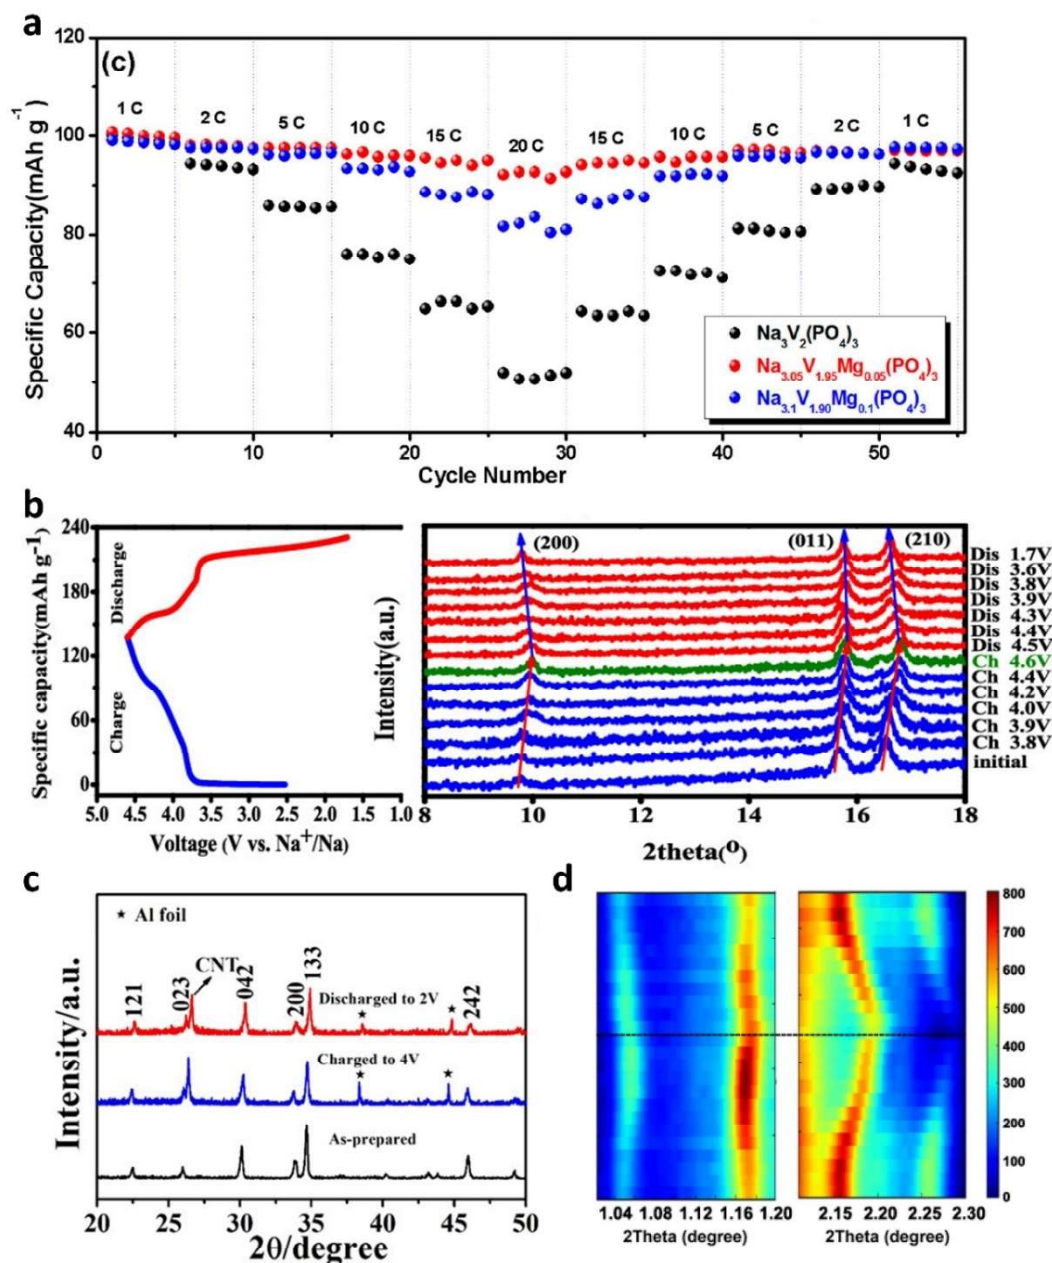 a
120
(c)
1 C
2 C
5 C
10 C
15 C
20 C
15 C
10 C
5 C
2 C
1 C
100
80
60
40
Specific Capacity(mAh g⁻¹)
Na₃V₂(PO₄)₃
Na₃.₀₅V₁.₉₅Mg₀.₀₅(PO₄)₃
Na₃.₁V₁.₉₀Mg₀.₁(PO₄)₃
0 10 20 30 40 50
Cycle Number
b
240
180
120
60
0
Specific capacity(mAh g⁻¹)
Discharge
Charge
5.0 4.5 4.0 3.5 3.0 2.5 2.0 1.5 1.0
Voltage (V vs. Na⁺/Na)
Intensity(a.u.)
(200)
(011)
(210)
Dis 1.7V
Dis 3.6V
Dis 3.8V
Dis 3.9V
Dis 4.3V
Dis 4.4V
Dis 4.5V
Ch 4.6V
Ch 4.4V
Ch 4.2V
Ch 4.0V
Ch 3.9V
Ch 3.8V
initial
8 10 12 14 16 18
2theta(⁰)
c
★ Al foil
CNT
121
023
042
200
133
242
Discharged to 2V
★
★
Charged to 4V
★
★
As-prepared
Intensity/a.u.
20 25 30 35 40 45 50
2θ/degree
d
800
700
600
500
400
300
200
100
0
1.04 1.08 1.12 1.16 1.20
2Theta (degree)
2.15 2.20 2.25 2.30
2Theta (degree)